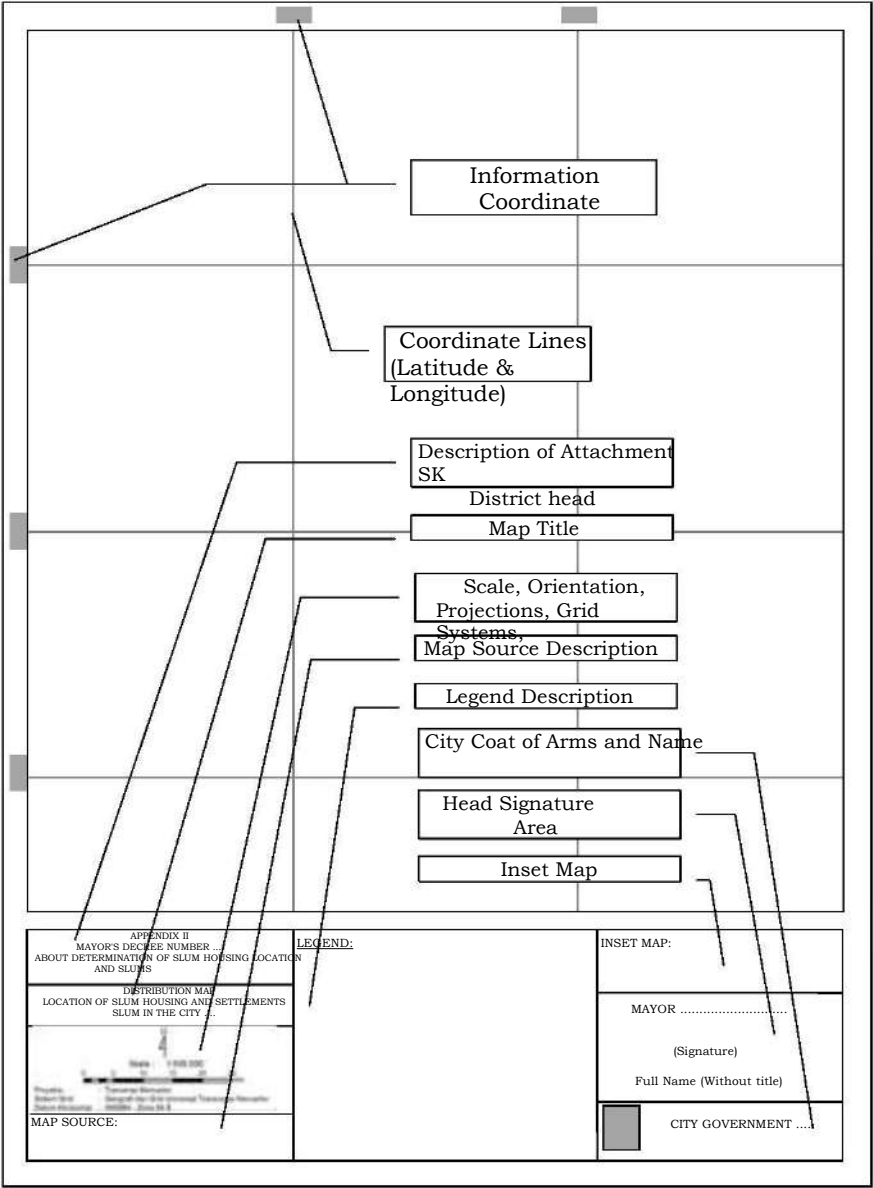 Information
Coordinate
Coordinate Lines
(Latitude &
Longitude)
Description of Attachment
SK
District head
Map Title
Scale, Orientation,
Projections, Grid
Systems,
Map Source Description
Legend Description
City Coat of Arms and Name
Head Signature
Area
Inset Map
APPENDIX II
MAYOR'S DECREE NUMBER ...
ABOUT DETERMINATION OF SLUM HOUSING LOCATION
AND SLUMS
DISTRIBUTION MAP
LOCATION OF SLUM HOUSING AND SETTLEMENTS
SLUM IN THE CITY ...
MAP SOURCE:
LEGEND:
INSET MAP:
MAYOR ............................
(Signature)
Full Name (Without title)
CITY GOVERNMENT ....